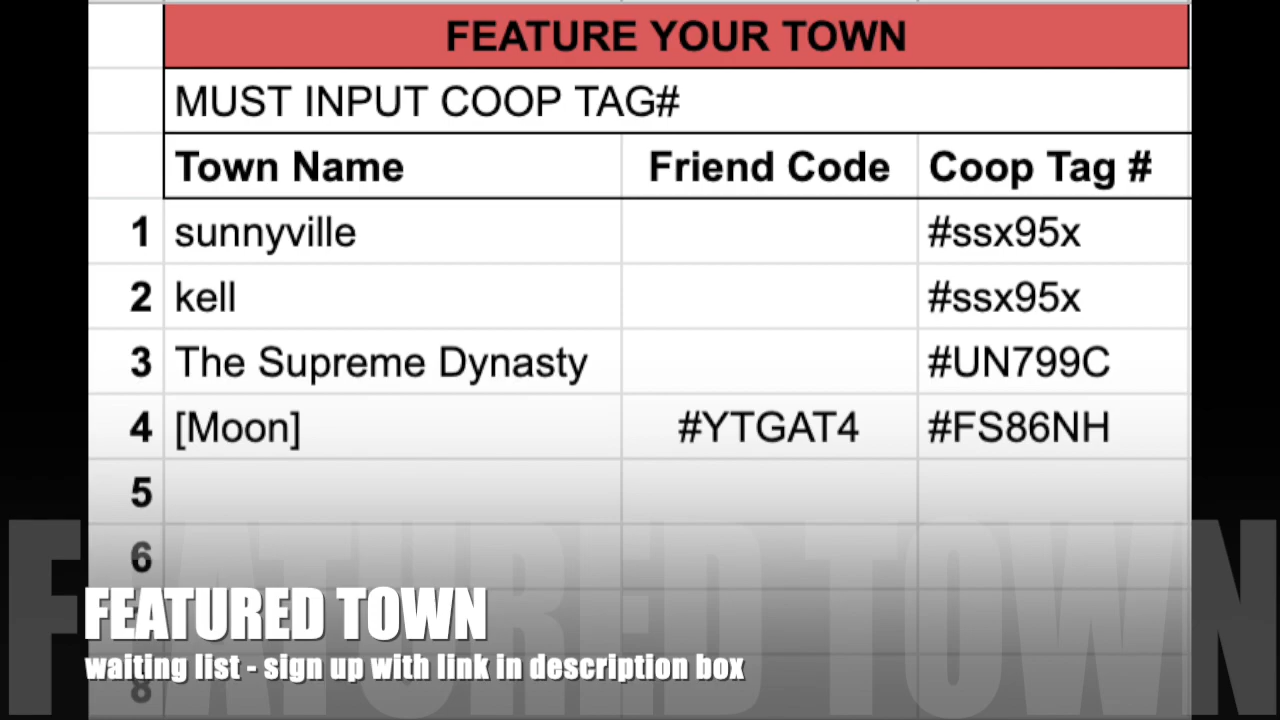 FEATURE YOUR TOWN
MUST INPUT COOP TAG#
Town Name Friend Code Coop Tag #
1 sunnyville #ssx95x
2 kell #ssx95x
3 The Supreme Dynasty #UN799C
4 [Moon] #YTGAT4 #FS86NH
5
6
FEATURED TOWN
FEATURED TOWN
waiting list - sign up with link in description box
8